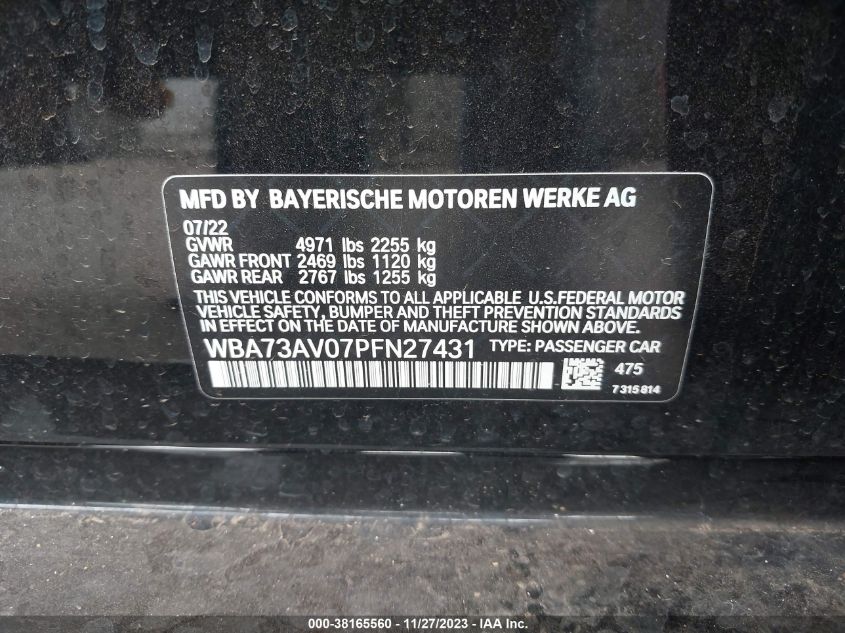 MFD BY BAYERISCHE MOTOREN WERKE AG
07/22
GVWR 4971 lbs 2255 kg
GAWR FRONT 2469 lbs 1120 kg
GAWR REAR 2767 lbs 1255 kg
THIS VEHICLE CONFORMS TO ALL APPLICABLE U.S.FEDERAL MOTOR
VEHICLE SAFETY, BUMPER AND THEFT PREVENTION STANDARDS
IN EFFECT ON THE DATE OF MANUFACTURE SHOWN ABOVE.
WBA73AV07PFN27431 TYPE: PASSENGER CAR
475
7315814
000-38165560 - 11/27/2023 - IAA Inc.